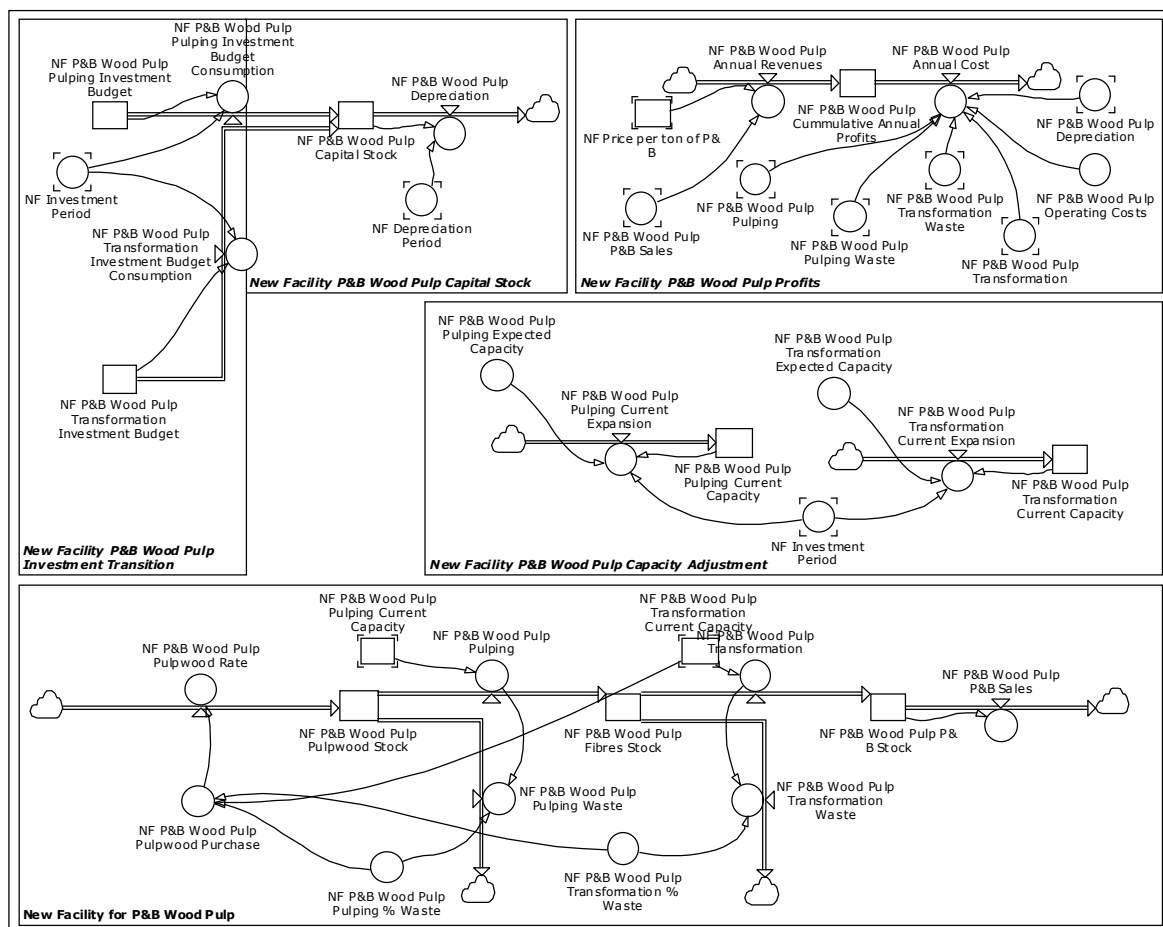 NF P&B Wood Pulp
Pulping Investment
Budget
Consumption
NF P&B Wood Pulp
Pulping Investment
Budget
NF P&B Wood Pulp
Depreciation
NF P&B Wood Pulp
Capital Stock
NF Investment
Period
NF Depreciation
Period
NF P&B Wood Pulp
Transformation
Investment Budget
Consumption
New Facility P&B Wood Pulp Capital Stock
NF P&B Wood Pulp
Transformation
Investment Budget
New Facility P&B Wood Pulp
Investment Transition
NF P&B Wood Pulp
Annual Revenues
NF P&B Wood Pulp
Annual Cost
NF Price per ton of P&
B
NF P&B Wood Pulp
Cummulative Annual
Profits
NF P&B Wood Pulp
Depreciation
NF P&B Wood Pulp
P&B Sales
NF P&B Wood Pulp
Pulping
NF P&B Wood Pulp
Pulping Waste
NF P&B Wood Pulp
Transformation
Waste
NF P&B Wood Pulp
Operating Costs
NF P&B Wood Pulp
Transformation
New Facility P&B Wood Pulp Profits
NF P&B Wood Pulp
Pulping Expected
Capacity
NF P&B Wood Pulp
Transformation
Expected Capacity
NF P&B Wood Pulp
Pulping Current
Expansion
NF P&B Wood Pulp
Transformation
Current Expansion
NF P&B Wood Pulp
Pulping Current
Capacity
NF P&B Wood Pulp
Transformation
Current Capacity
NF Investment
Period
New Facility P&B Wood Pulp Capacity Adjustment
NF P&B Wood Pulp
Pulping Current
Capacity
NF P&B Wood Pulp
Transformation
Current Capacity
NF P&B Wood Pulp
Pulpwood Rate
NF P&B Wood Pulp
Pulping
NF P&B Wood Pulp
Transformation
NF P&B Wood Pulp
P&B Sales
NF P&B Wood Pulp
Pulpwood Stock
NF P&B Wood Pulp
Fibres Stock
NF P&B Wood Pulp P&
B Stock
NF P&B Wood Pulp
Pulpwood Purchase
NF P&B Wood Pulp
Pulping Waste
NF P&B Wood Pulp
Transformation
Waste
NF P&B Wood Pulp
Pulping % Waste
NF P&B Wood Pulp
Transformation %
Waste
New Facility for P&B Wood Pulp